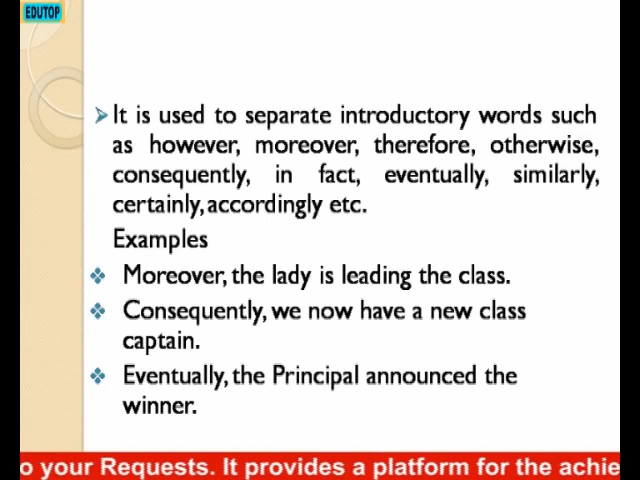 EDUTOP
It is used to separate introductory words such
as however, moreover, therefore, otherwise,
consequently, in fact, eventually, similarly,
certainly, accordingly etc.
Examples
Moreover, the lady is leading the class.
Consequently, we now have a new class
captain.
Eventually, the Principal announced the
winner.
o your Requests. It provides a platform for the achie